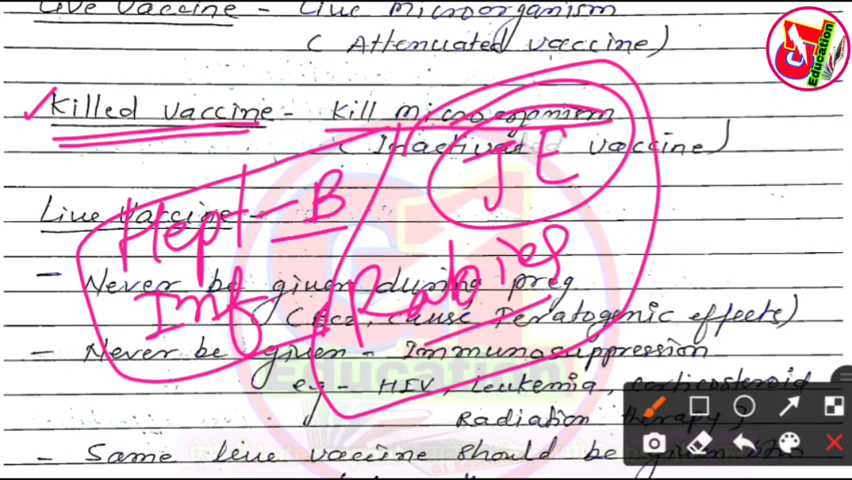 Live vaccine - Live microorganism
( Attenuated vaccine )
Killed vaccine - Kill microorganism
( Inactivated vaccine )
JE
Live vaccine -
Hept - B
Rabies
Inf
- Never be given during preg
( Bcz, cause Teratogenic effects )
- Never be given - Immunosuppression
eg - HIV, Leukemia, corticosteroid
Radiation therapy,
- Same live vaccine should be given
Education